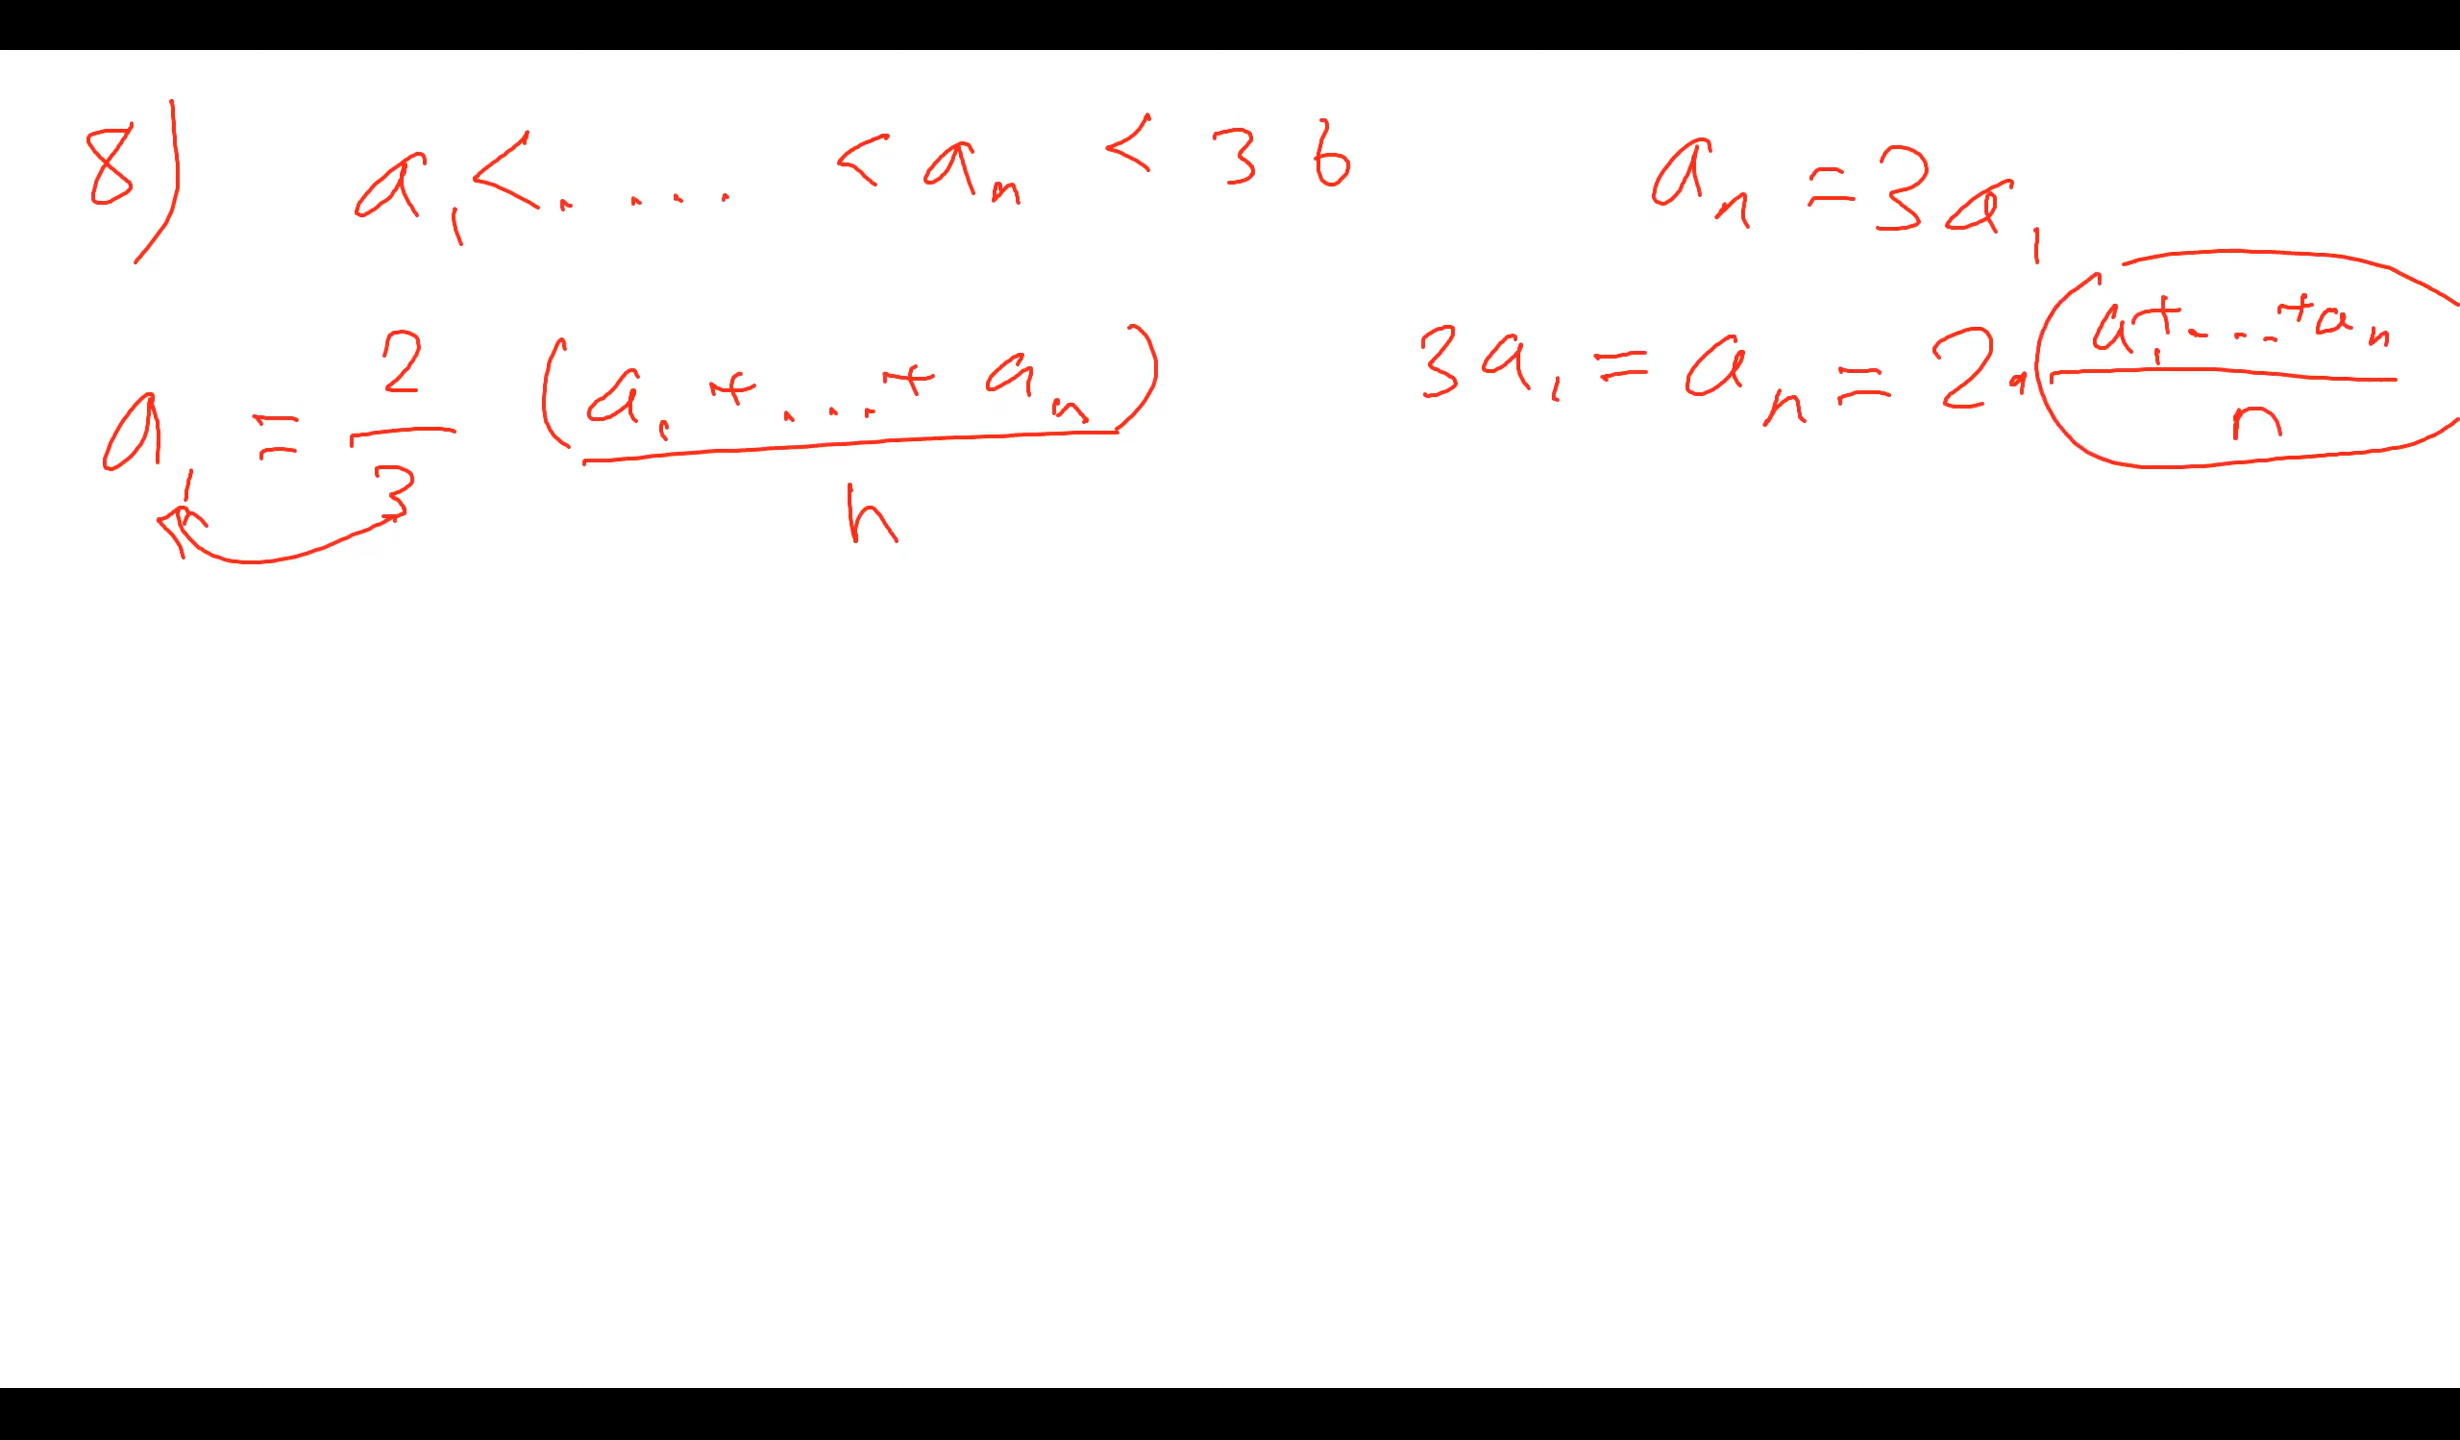 8) a₁ < .... < aₙ < 36 aₙ = 3a₁
a₁ = 2/3 (a₁ + .... + aₙ)/n 3a₁ = aₙ = 2 · (a₁ + .... + aₙ)/n